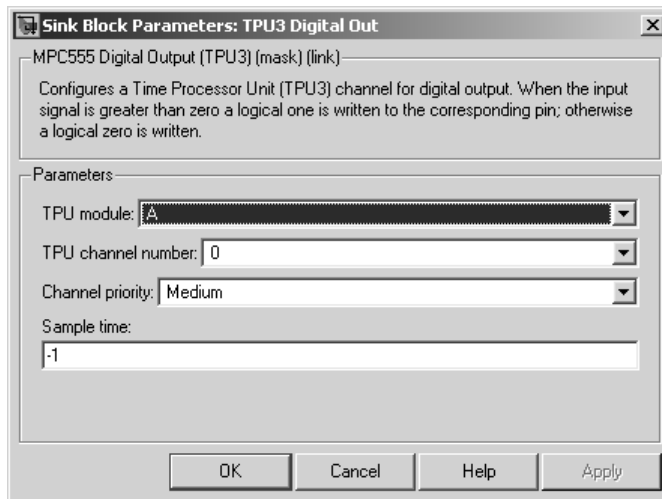 Sink Block Parameters: TPU3 Digital Out
MPC555 Digital Output (TPU3) (mask) (link)
Configures a Time Processor Unit (TPU3) channel for digital output. When the input
signal is greater than zero a logical one is written to the corresponding pin; otherwise
a logical zero is written.
Parameters
TPU module: A
TPU channel number: 0
Channel priority: Medium
Sample time:
-1
OK Cancel Help Apply